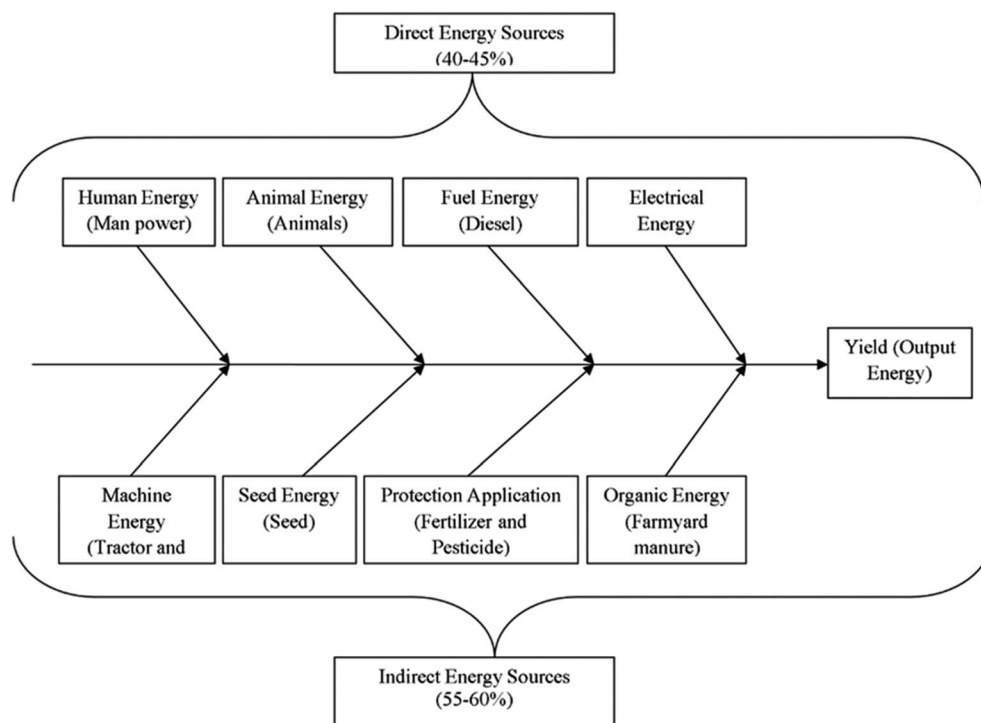 Direct Energy Sources
(40-45%)
Human Energy
(Man power)
Animal Energy
(Animals)
Fuel Energy
(Diesel)
Electrical
Energy
Yield (Output
Energy)
Machine
Energy
(Tractor and
Seed Energy
(Seed)
Protection Application
(Fertilizer and
Pesticide)
Organic Energy
(Farmyard
manure)
Indirect Energy Sources
(55-60%)